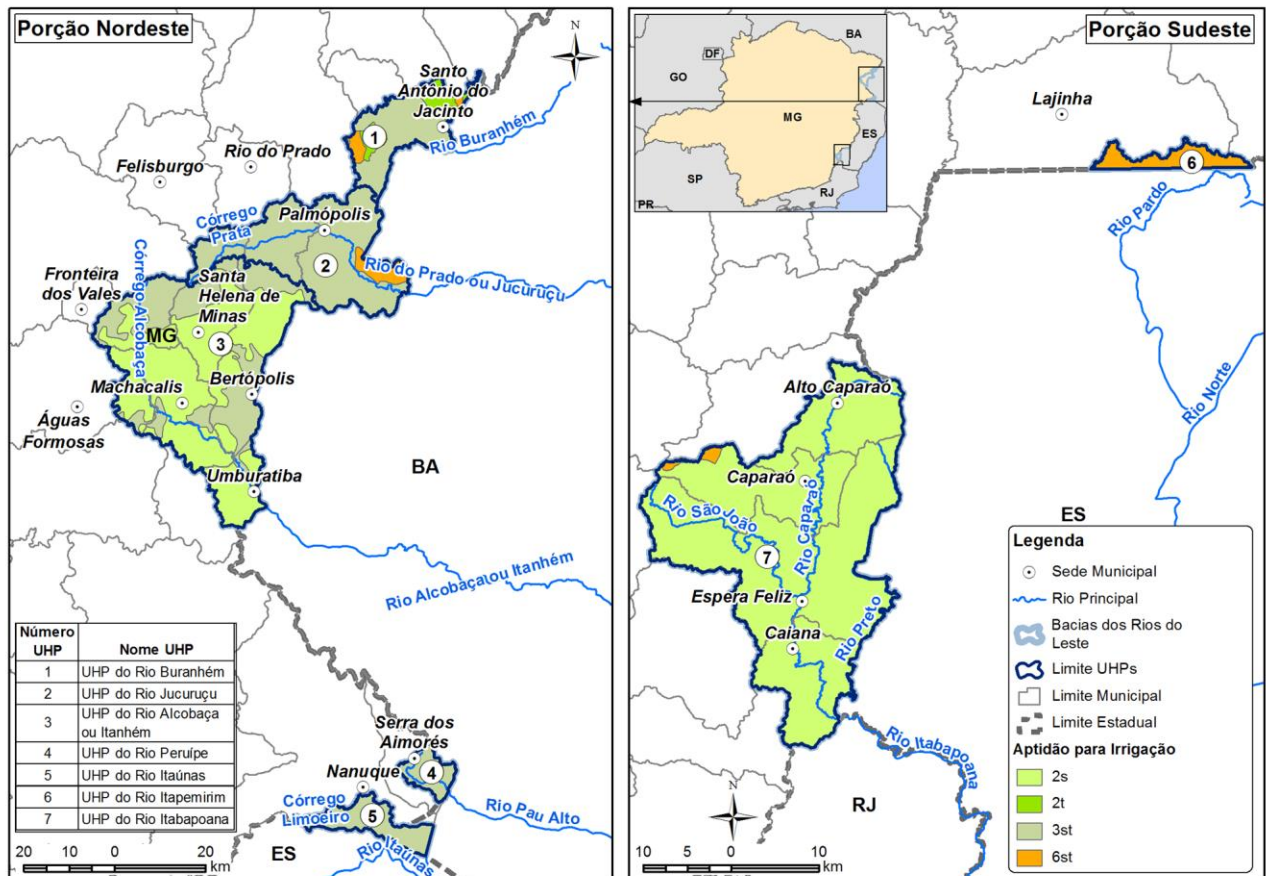 Porção Nordeste
N
Santo
Antônio do
Jacinto
1
Rio Buranhém
Rio do Prado
Felisburgo
Palmópolis
Córrego
Prata
2
Rio do Prado ou Jucuruçu
Fronteira
dos Vales
Córrego Alcobaça
Santa
Helena de
Minas
MG
3
Machacalis
Bertópolis
Águas
Formosas
Umburatiba
BA
Rio Alcobaça ou Itanhém
Número
UHP
Nome UHP
1 UHP do Rio Buranhém
2 UHP do Rio Jucuruçu
3 UHP do Rio Alcobaça
ou Itanhém
4 UHP do Rio Peruípe
5 UHP do Rio Itaúnas
6 UHP do Rio Itapemirim
7 UHP do Rio Itabapoana
Serra dos
Aimorés
Nanuque
4
Córrego
Limoeiro
5
Rio Pau Alto
ES
Rio Itaúnas
20 10 0 20
km
Porção Sudeste
BA
DF
GO
MG
ES
SP
RJ
PR
Lajinha
6
Rio Pardo
Rio Norte
Alto Caparaó
Caparaó
Rio Caparaó
Rio São João
7
Espera Feliz
Caiana
Rio Preto
ES
Rio Itabapoana
RJ
N
10 5 0 10
km
Legenda
Sede Municipal
Rio Principal
Bacias dos Rios do
Leste
Limite UHPs
Limite Municipal
Limite Estadual
Aptidão para Irrigação
2s
2t
3st
6st